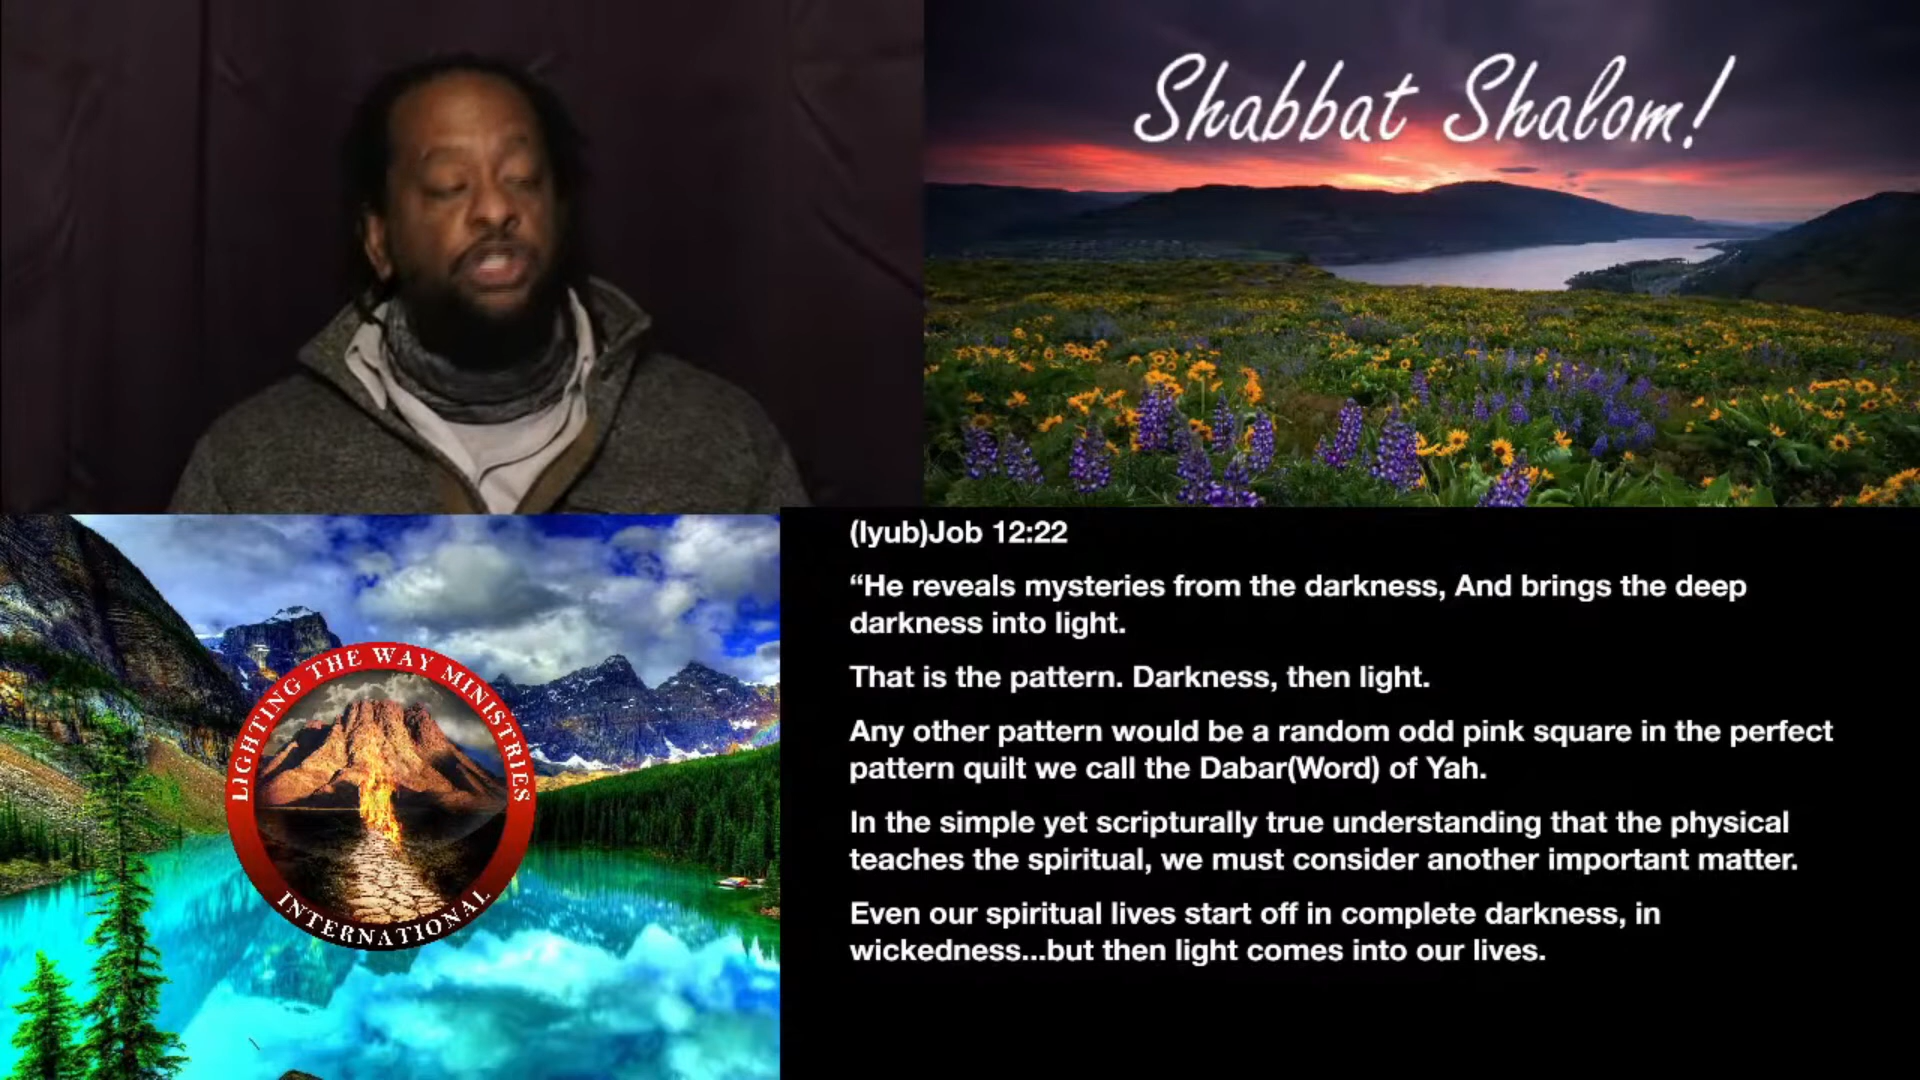 Shabbat Shalom!
LIGHTING THE WAY MINISTRIES
INTERNATIONAL
(Iyub)Job 12:22
“He reveals mysteries from the darkness, And brings the deep
darkness into light.
That is the pattern. Darkness, then light.
Any other pattern would be a random odd pink square in the perfect
pattern quilt we call the Dabar(Word) of Yah.
In the simple yet scripturally true understanding that the physical
teaches the spiritual, we must consider another important matter.
Even our spiritual lives start off in complete darkness, in
wickedness...but then light comes into our lives.